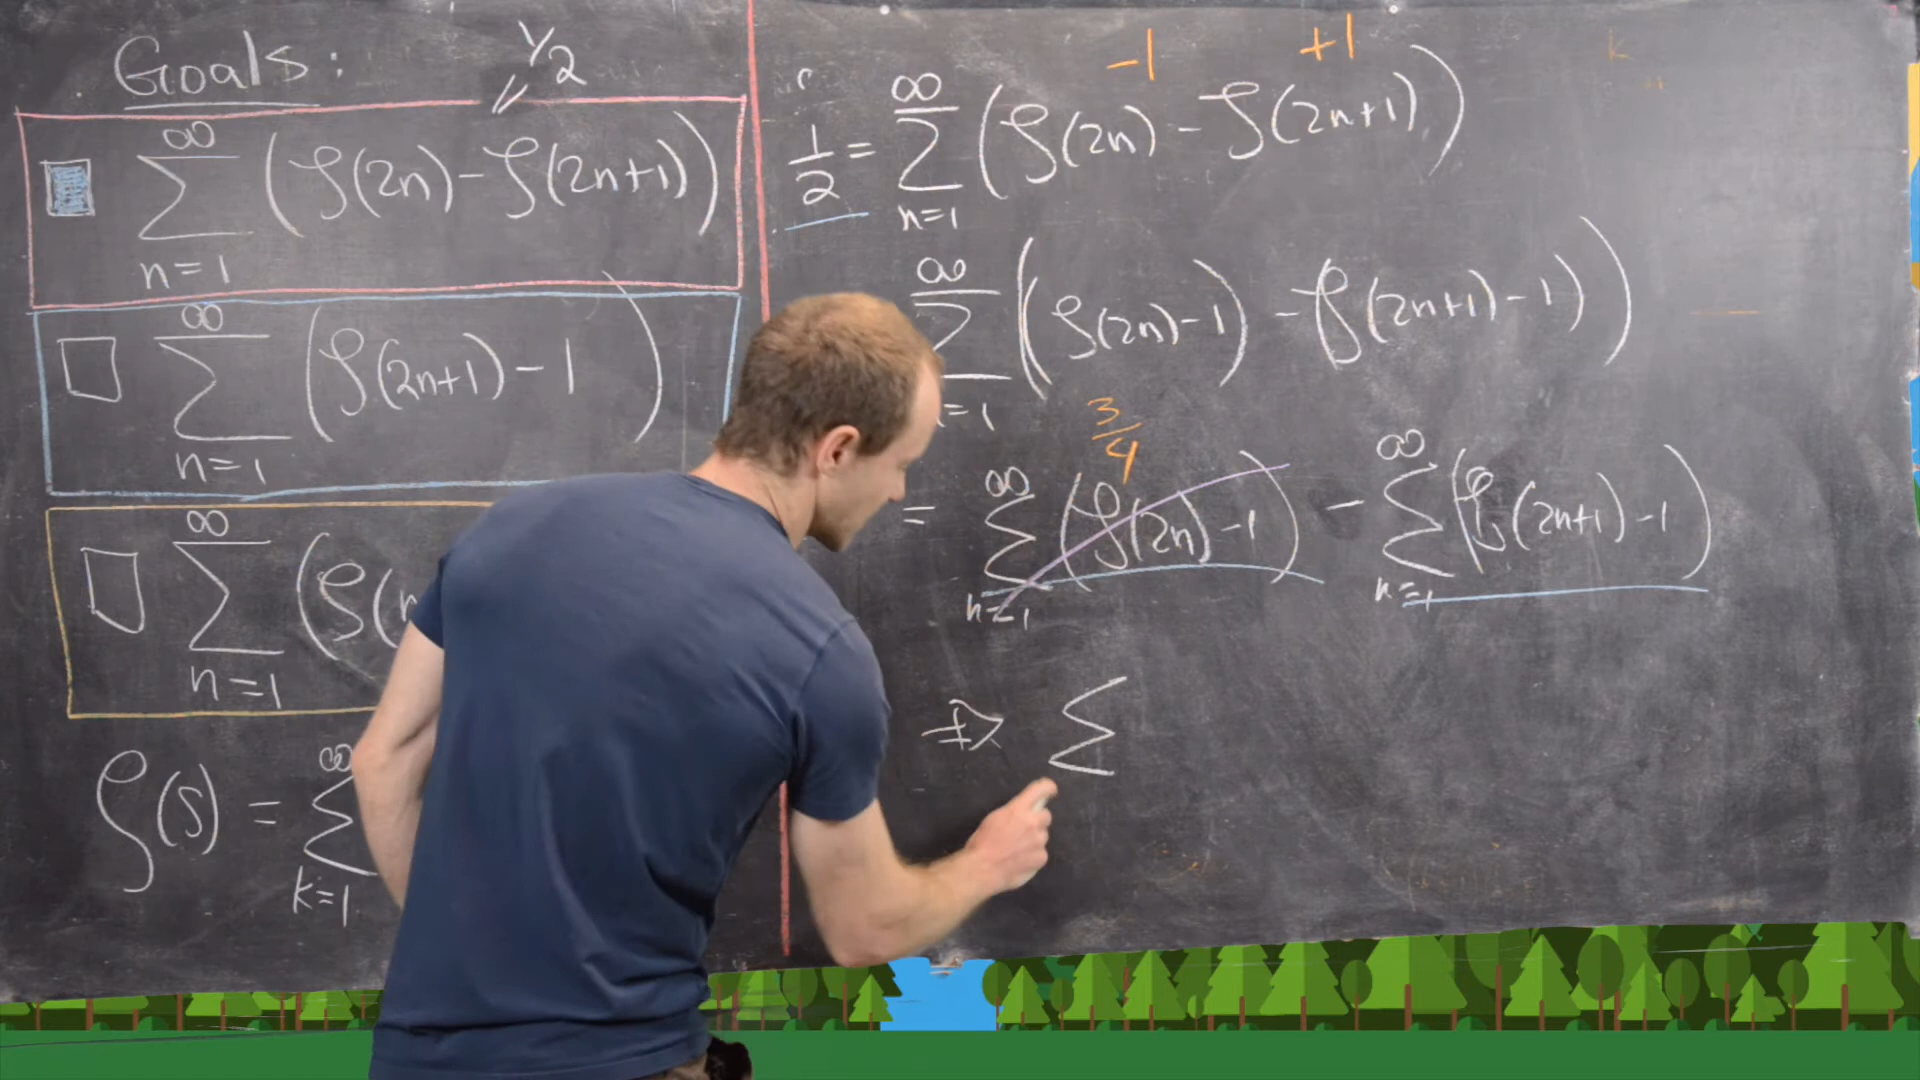 Goals:
1/2
∞
∑ (ζ(2n) - ζ(2n+1))
n=1
∞
∑ (ζ(2n+1) - 1)
n=1
∞
∑ (ζ(
n=1
∞
ζ(s) = ∑
k=1
-1 +1
∞
1/2 = ∑ (ζ(2n) - ζ(2n+1))
n=1
∞
∑ ((ζ(2n) - 1) - (ζ(2n+1) - 1))
=1
3/4
∞ ∞
= ∑ (ζ(2n) - 1) - ∑ (ζ(2n+1) - 1)
n=1 n=1
⇒ ∑